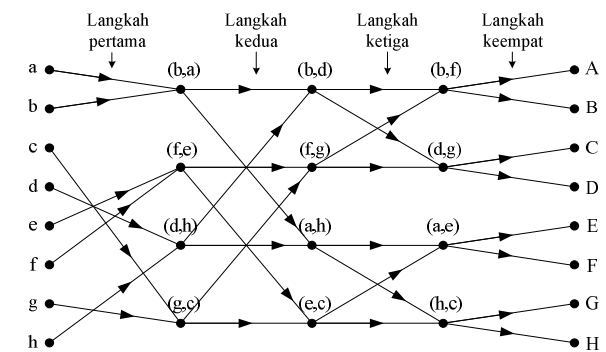 Langkah pertama
Langkah kedua
Langkah ketiga
Langkah keempat
a (b,a) (b,d) (b,f) A
b B
c (f,e) (f,g) (d,g) C
d D
e (d,h) (a,h) (a,e) E
f F
g (g,c) (e,c) (h,c) G
h H